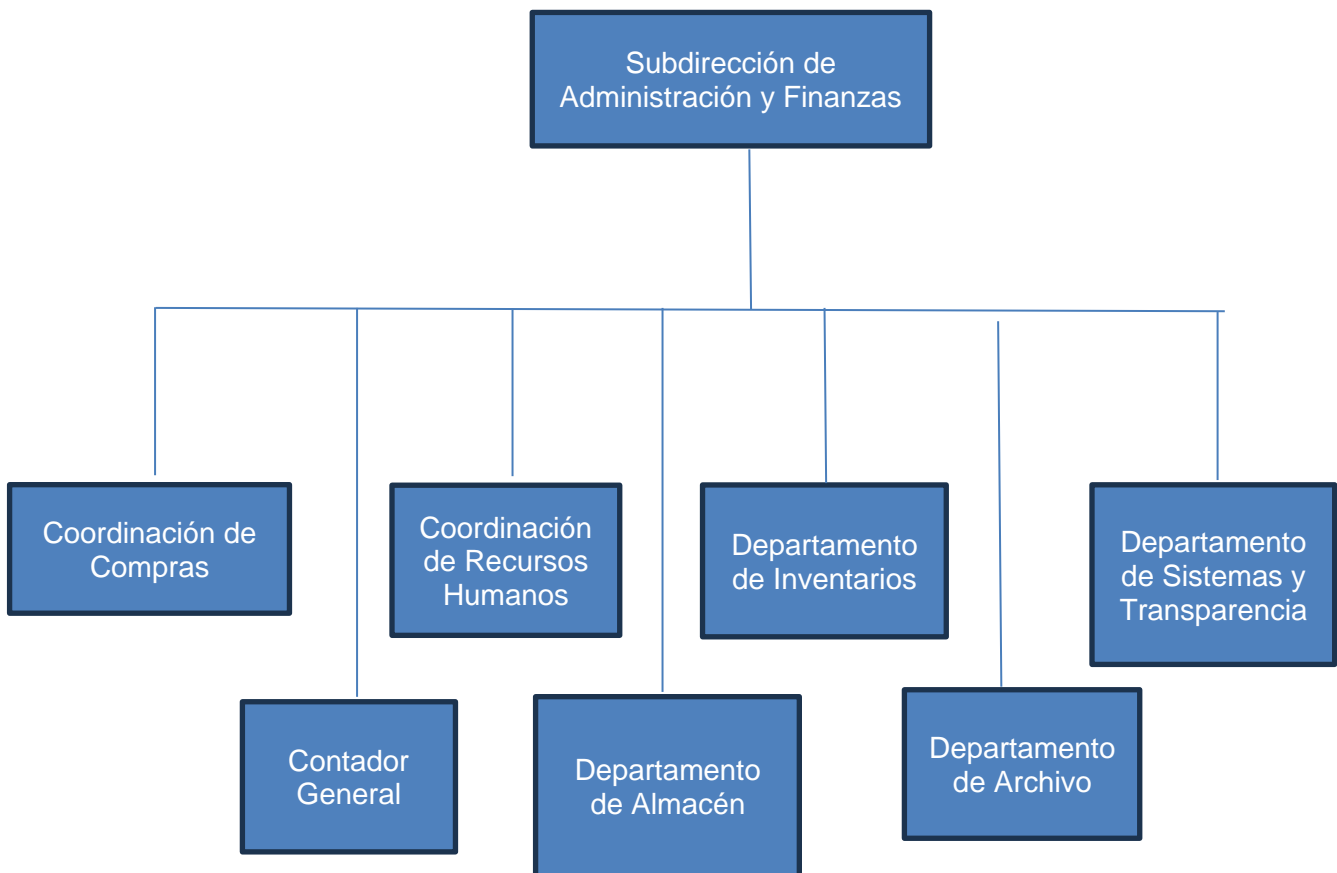 Subdirección de
Administración y Finanzas
Coordinación de
Compras
Coordinación
de Recursos
Humanos
Departamento
de Inventarios
Departamento
de Sistemas y
Transparencia
Contador
General
Departamento
de Almacén
Departamento
de Archivo